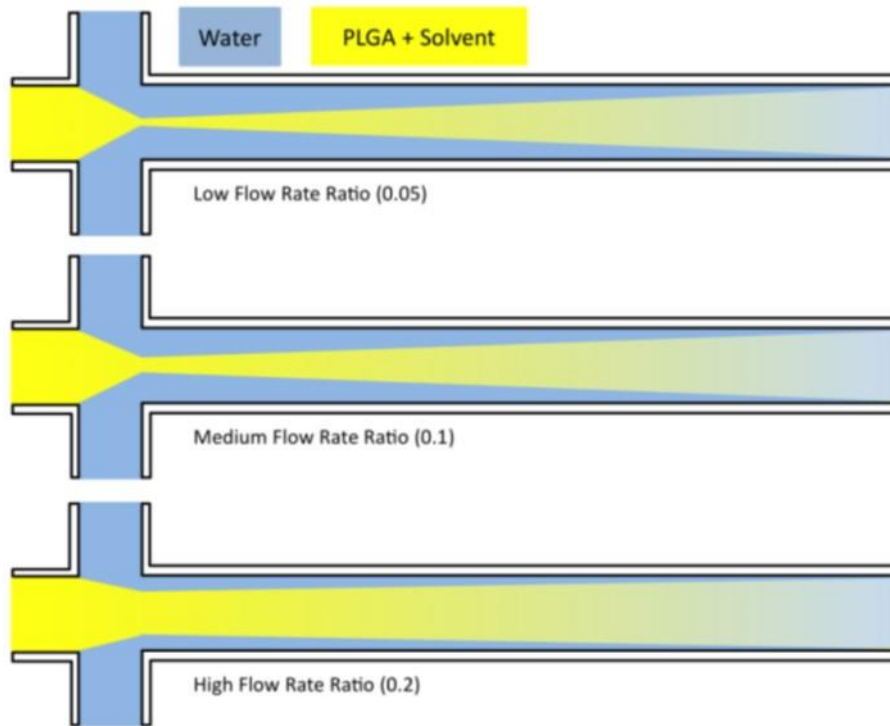 Water
PLGA + Solvent
Low Flow Rate Ratio (0.05)
Medium Flow Rate Ratio (0.1)
High Flow Rate Ratio (0.2)